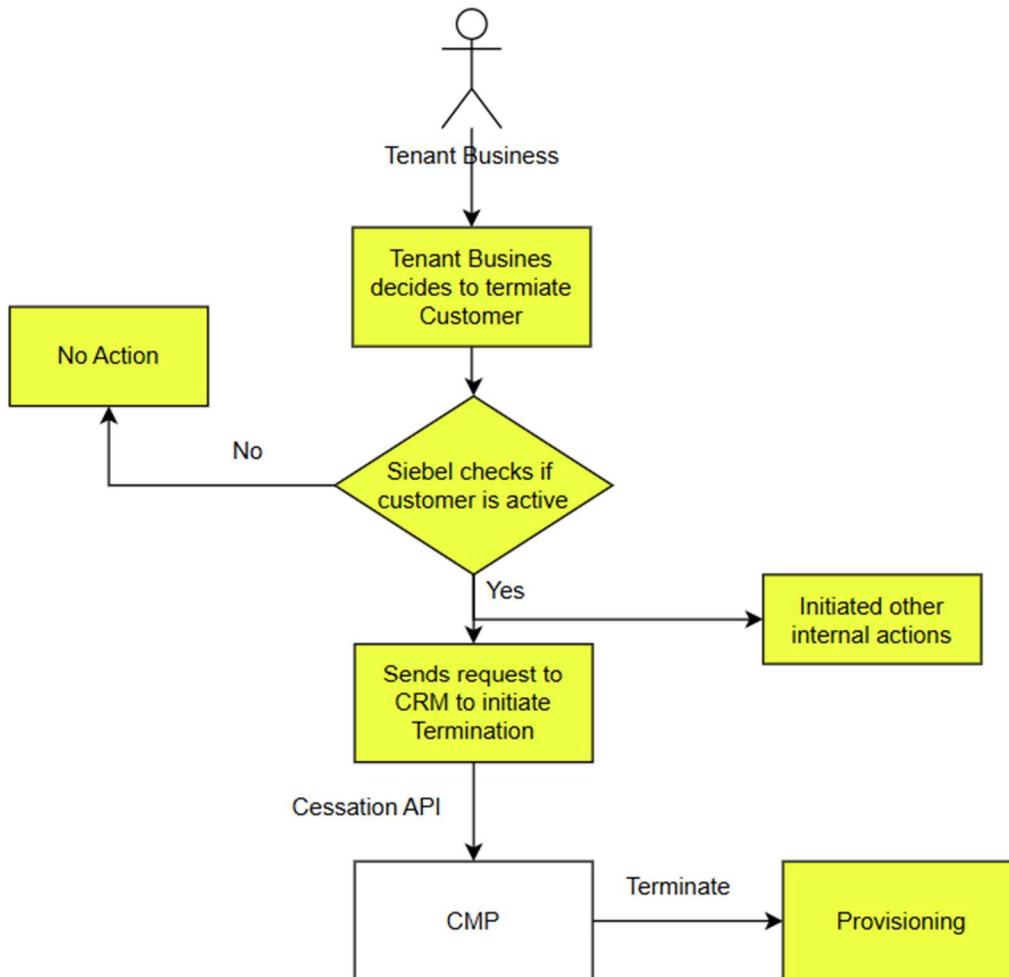 Tenant Business
Tenant Busines
decides to termiate
Customer
No Action
No
Siebel checks if
customer is active
Yes
Initiated other
internal actions
Sends request to
CRM to initiate
Termination
Cessation API
CMP
Terminate
Provisioning